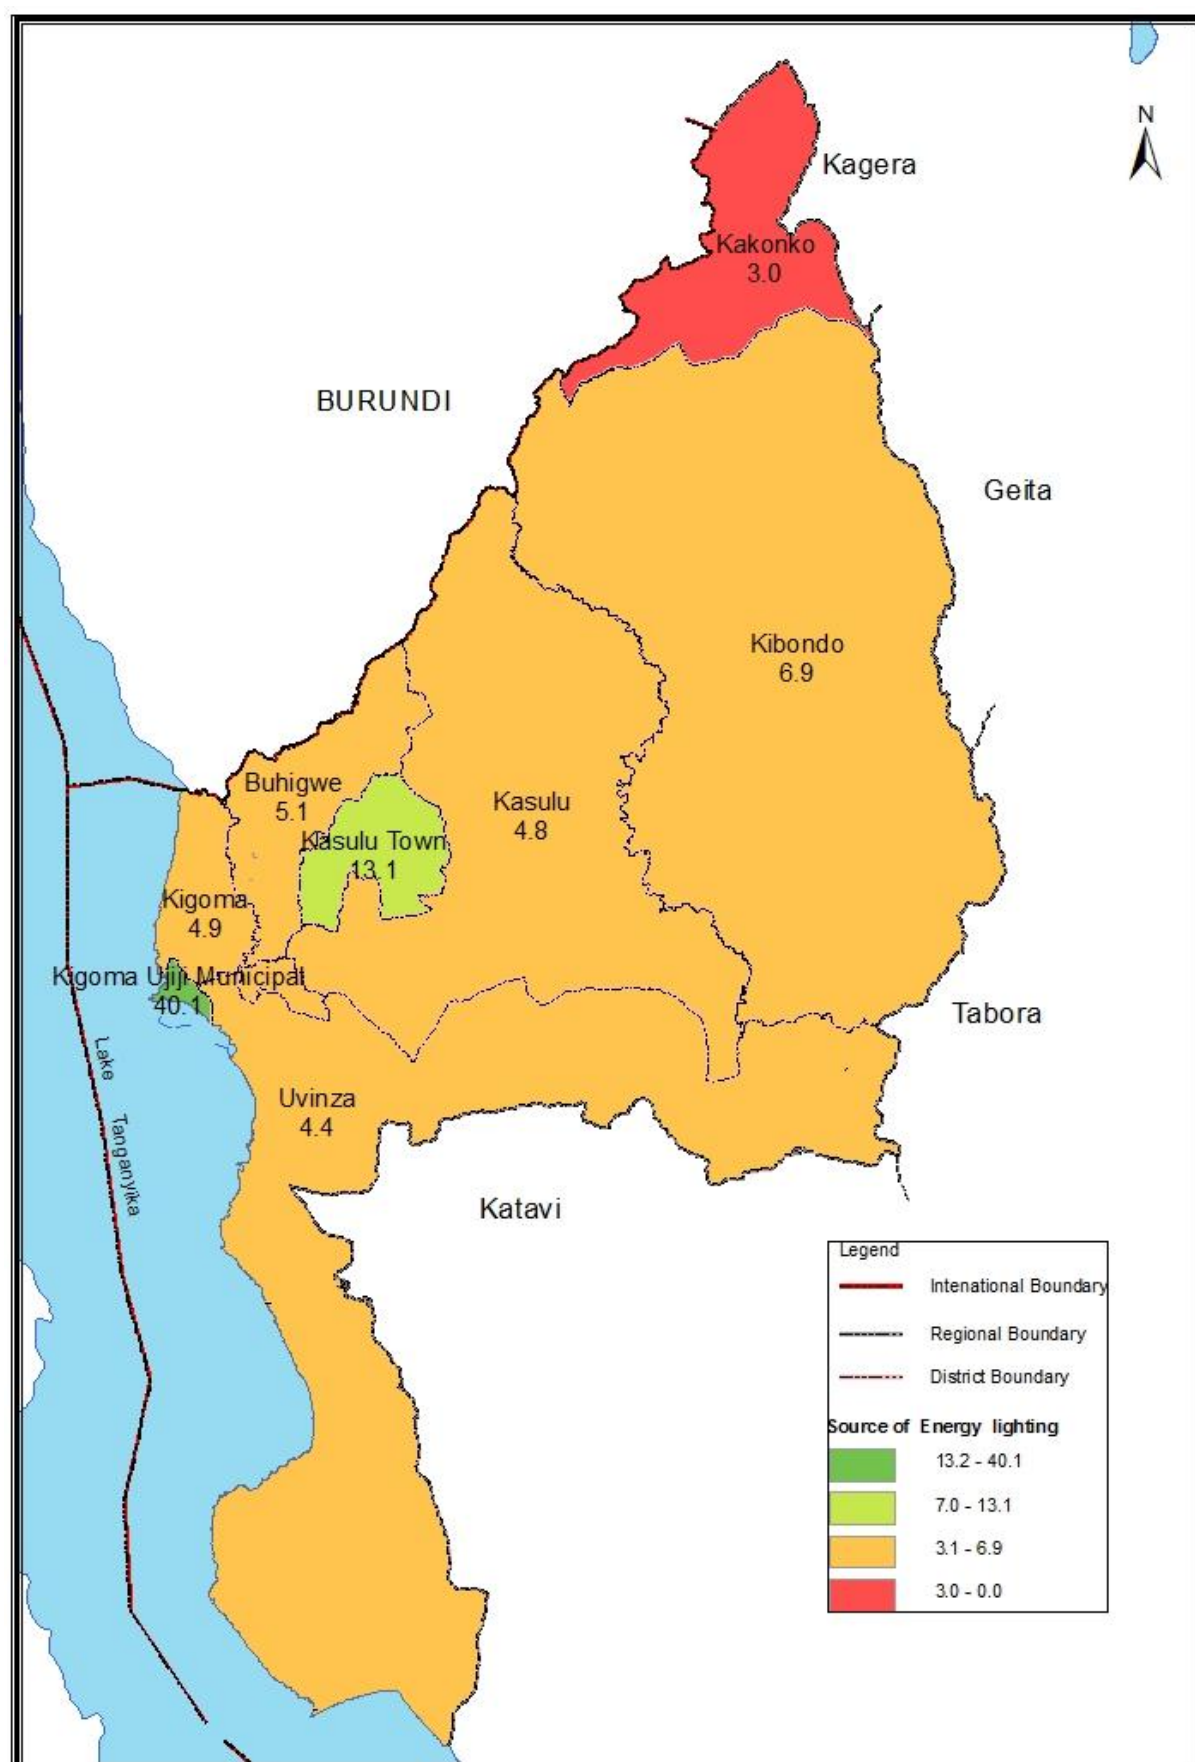 N
Kagera
Kakonko
3.0
BURUNDI
Geita
Kibondo
6.9
Buhigwe
5.1
Kasulu
4.8
Kasulu Town
13.1
Kigoma
4.9
Kigoma Ujiji Municipal
40.1
Tabora
Lake Tanganyika
Uvinza
4.4
Katavi
Legend
Intenational Boundary
Regional Boundary
District Boundary
Source of Energy lighting
13.2 - 40.1
7.0 - 13.1
3.1 - 6.9
3.0 - 0.0